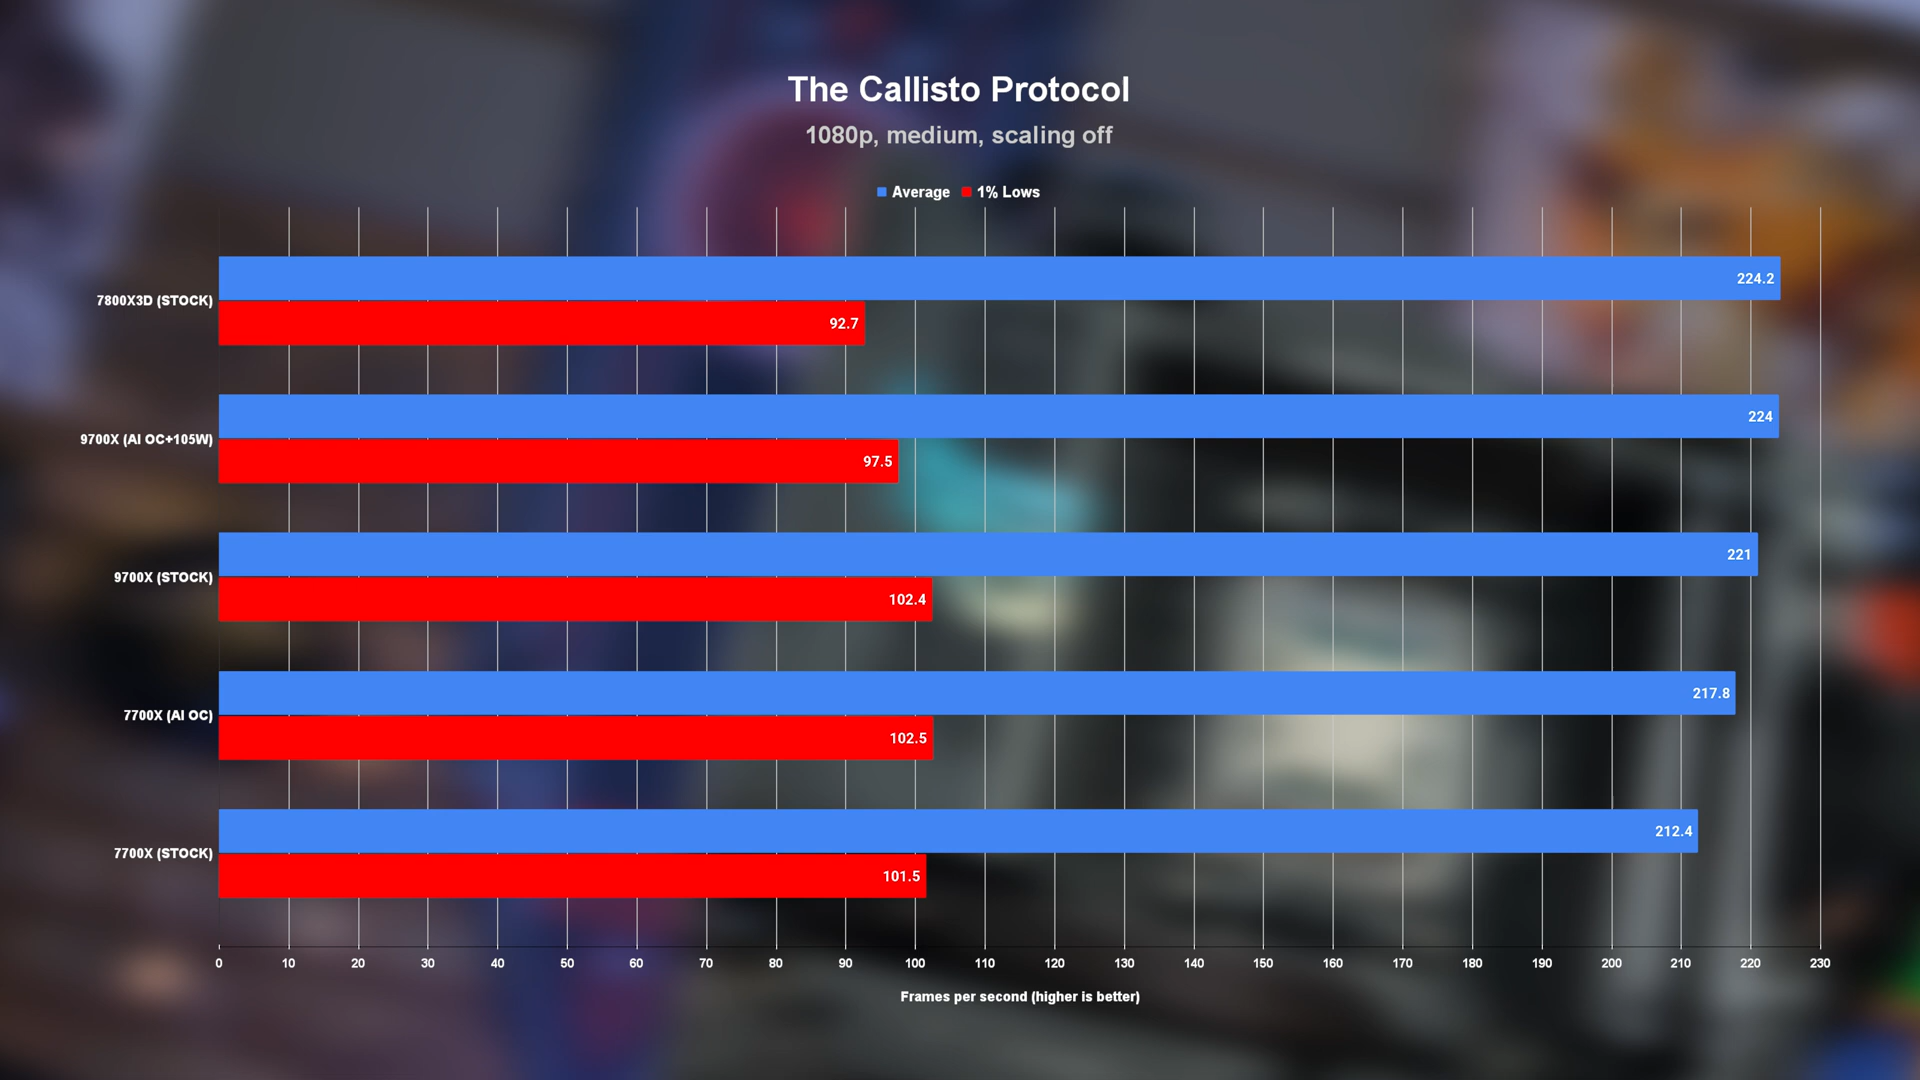 The Callisto Protocol
1080p, medium, scaling off
Average 1% Lows
7800X3D (STOCK)
224.2
92.7
9700X (AI OC+105W)
224
97.5
9700X (STOCK)
221
102.4
7700X (AI OC)
217.8
102.5
7700X (STOCK)
212.4
101.5
0 10 20 30 40 50 60 70 80 90 100 110 120 130 140 150 160 170 180 190 200 210 220 230
Frames per second (higher is better)